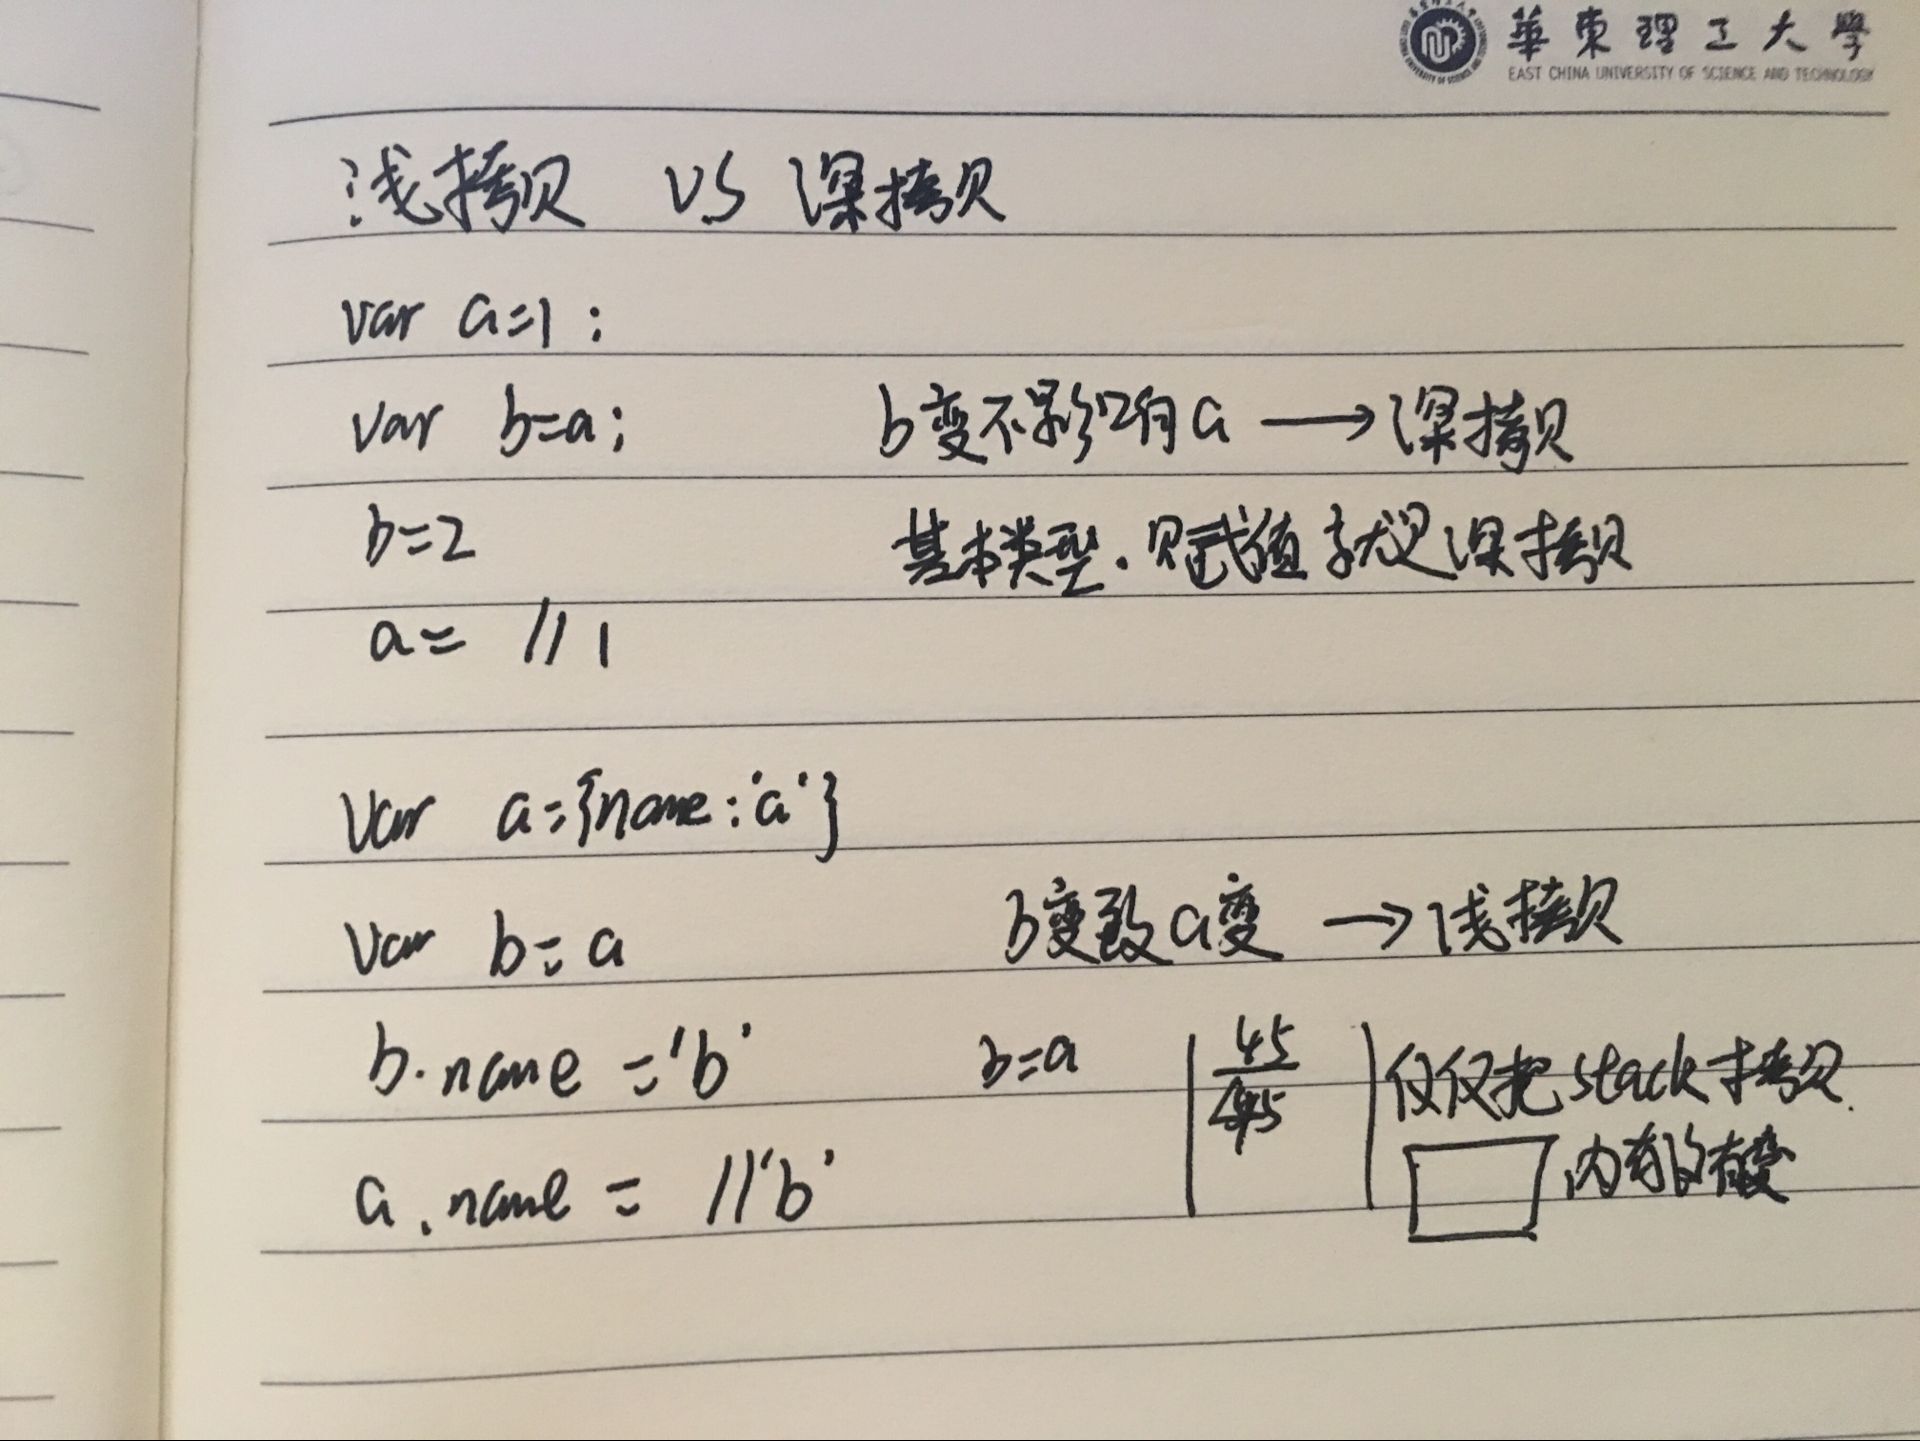 華東理工大學
EAST CHINA UNIVERSITY OF SCIENCE AND TECHNOLOGY
浅拷贝 VS 深拷贝
var a=1;
var b=a; b变不影响a → 深拷贝
b=2 基本类型.赋值就是深拷贝
a= //1
var a={name:'a'}
var b=a b变致a变 → 浅拷贝
b.name='b' b=a 45 仅仅把stack拷贝.
45
a.name= //'b' 内存的有变